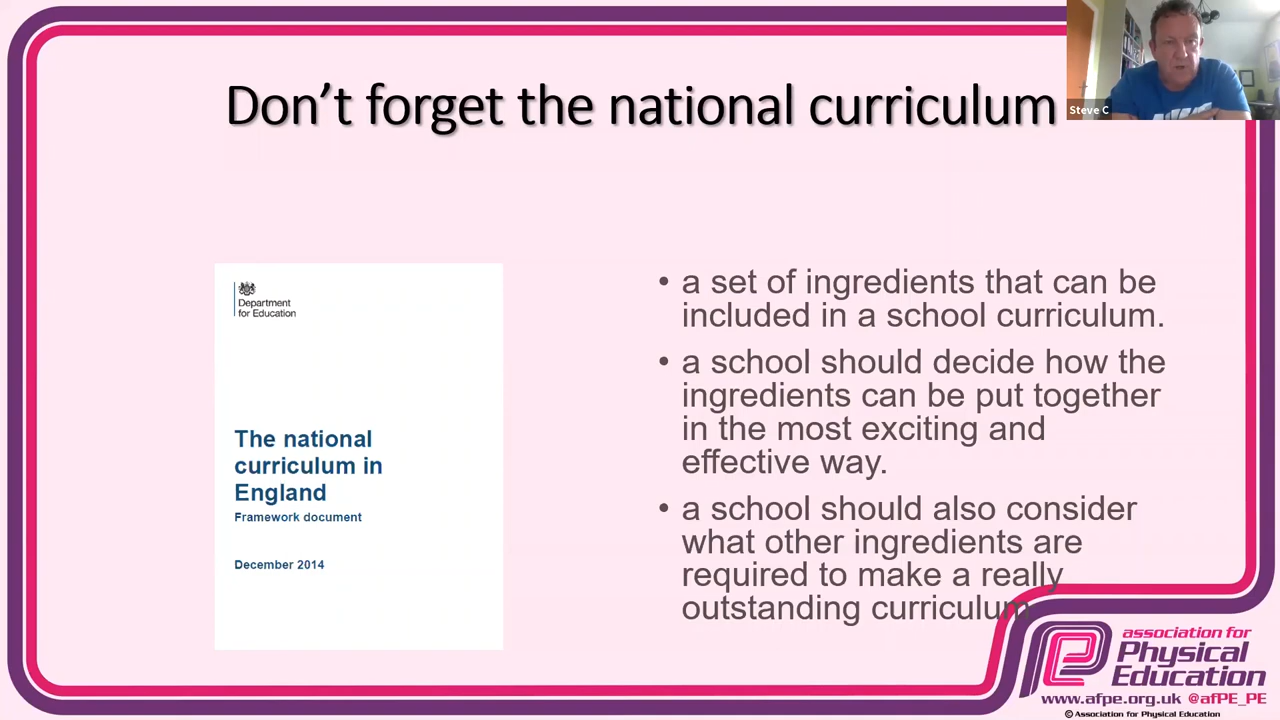 Don't forget the national curriculum
Steve C
Department
for Education
The national
curriculum in
England
Framework document
December 2014
• a set of ingredients that can be
included in a school curriculum.
• a school should decide how the
ingredients can be put together
in the most exciting and
effective way.
• a school should also consider
what other ingredients are
required to make a really
outstanding curriculum
association for
Physical
Education
www.afpe.org.uk @afPE_PE
© Association for Physical Education